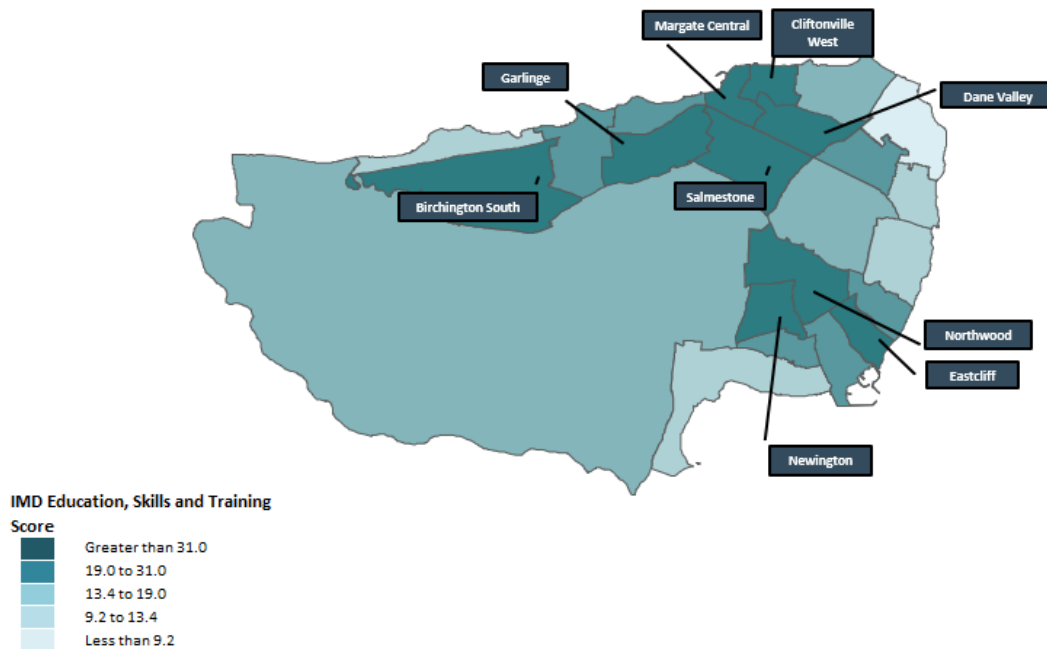 Margate Central
Cliftonville
West
Garlinge
Dane Valley
Birchington South
Salmestone
Northwood
Eastcliff
Newington
IMD Education, Skills and Training
Score
Greater than 31.0
19.0 to 31.0
13.4 to 19.0
9.2 to 13.4
Less than 9.2